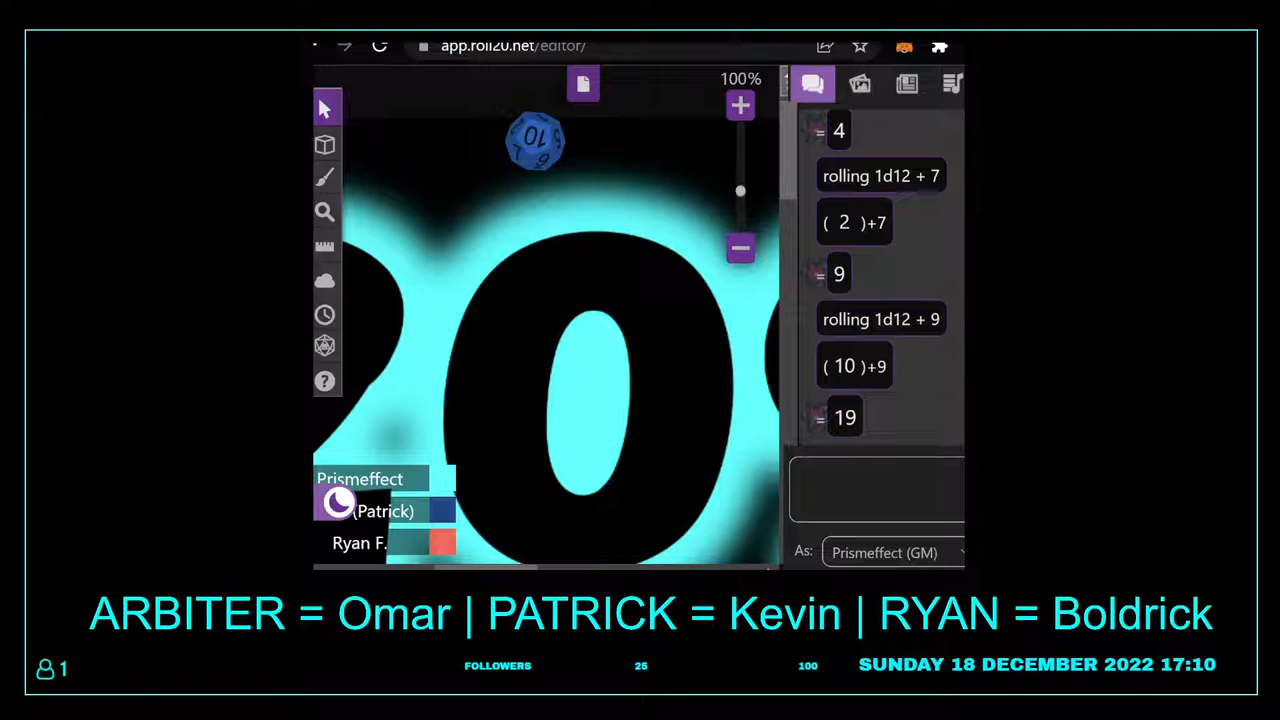 app.roll20.net/editor/
100%
10
= 4
rolling 1d12 + 7
( 2 )+7
= 9
rolling 1d12 + 9
( 10 )+9
= 19
0
Prismeffect
(Patrick)
Ryan F.
As: Prismeffect (GM)
ARBITER = Omar | PATRICK = Kevin | RYAN = Boldrick
1
FOLLOWERS 25 100 SUNDAY 18 DECEMBER 2022 17:10